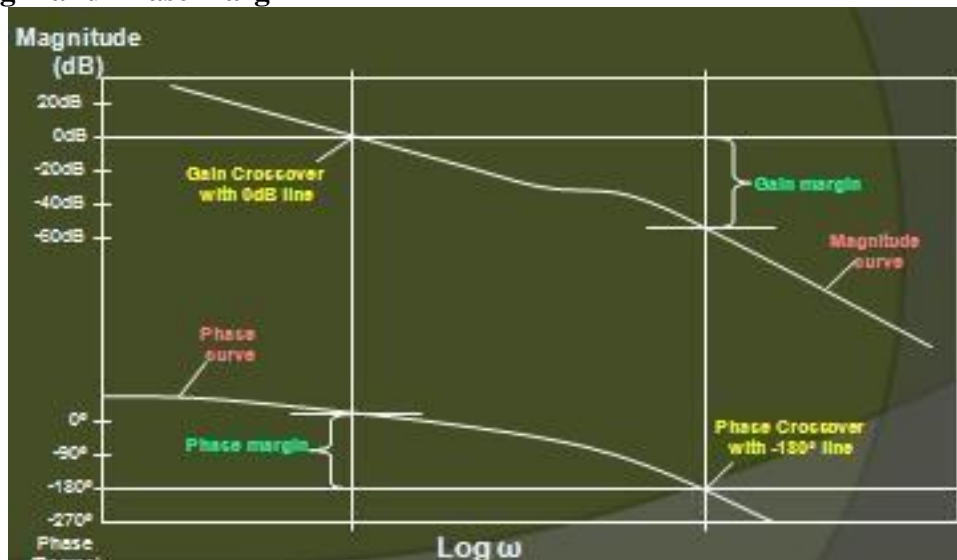 Magnitude
(dB)
20dB
0dB
-20dB
-40dB
-60dB
Gain Crossover
with 0dB line
Gain margin
Magnitude
curve
Phase
curve
0º
-90º
-180º
-270º
Phase margin
Phase Crossover
with -180º line
Phase
Log ω